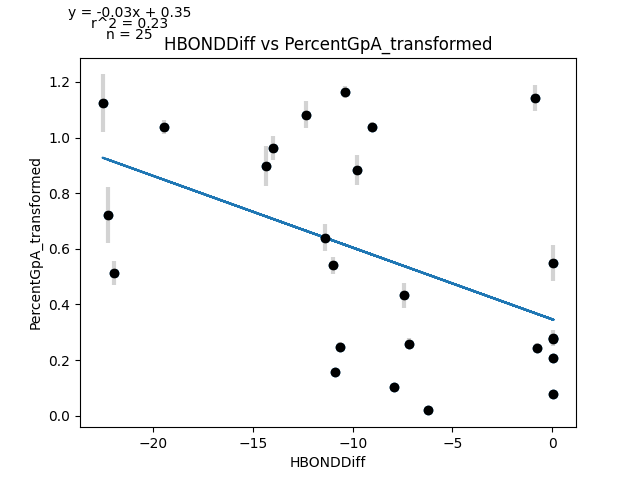 y = -0.03x + 0.35
r^2 = 0.23
n = 25
HBONDDiff vs PercentGpA_transformed
PercentGpA_transformed
1.2
1.0
0.8
0.6
0.4
0.2
0.0
−20
−15
−10
−5
0
HBONDDiff